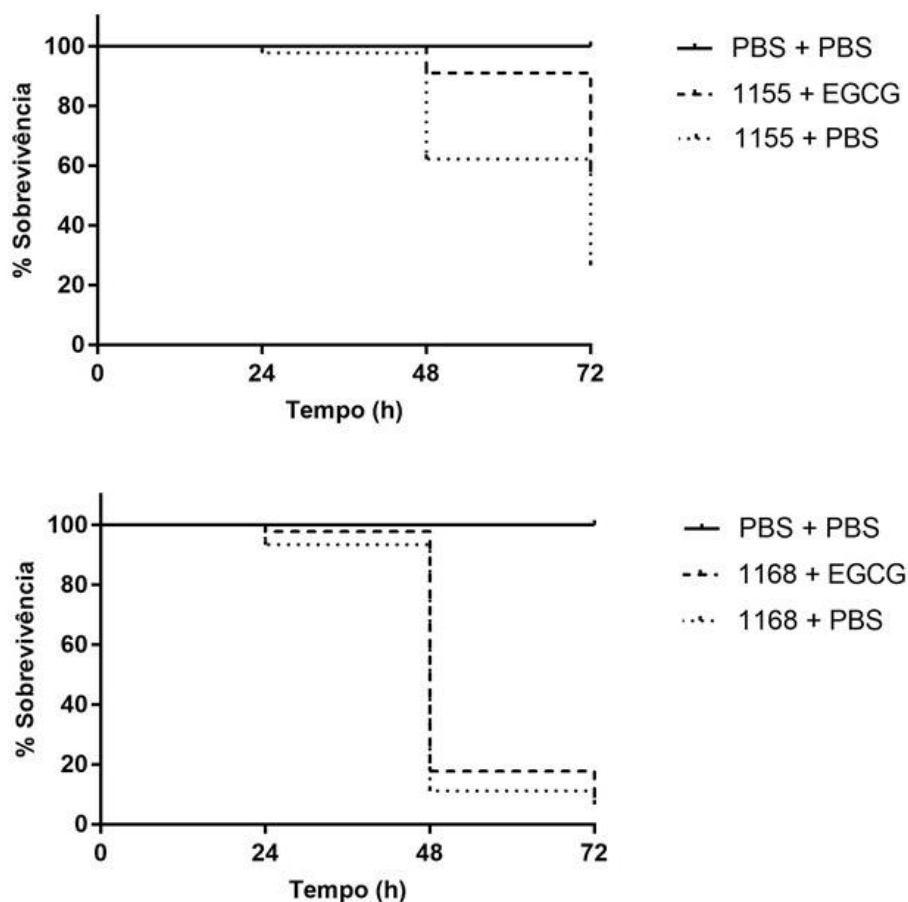 100
80
60
40
20
0
% Sobrevivência
0 24 48 72
Tempo (h)
PBS + PBS
1155 + EGCG
1155 + PBS
100
80
60
40
20
0
% Sobrevivência
0 24 48 72
Tempo (h)
PBS + PBS
1168 + EGCG
1168 + PBS